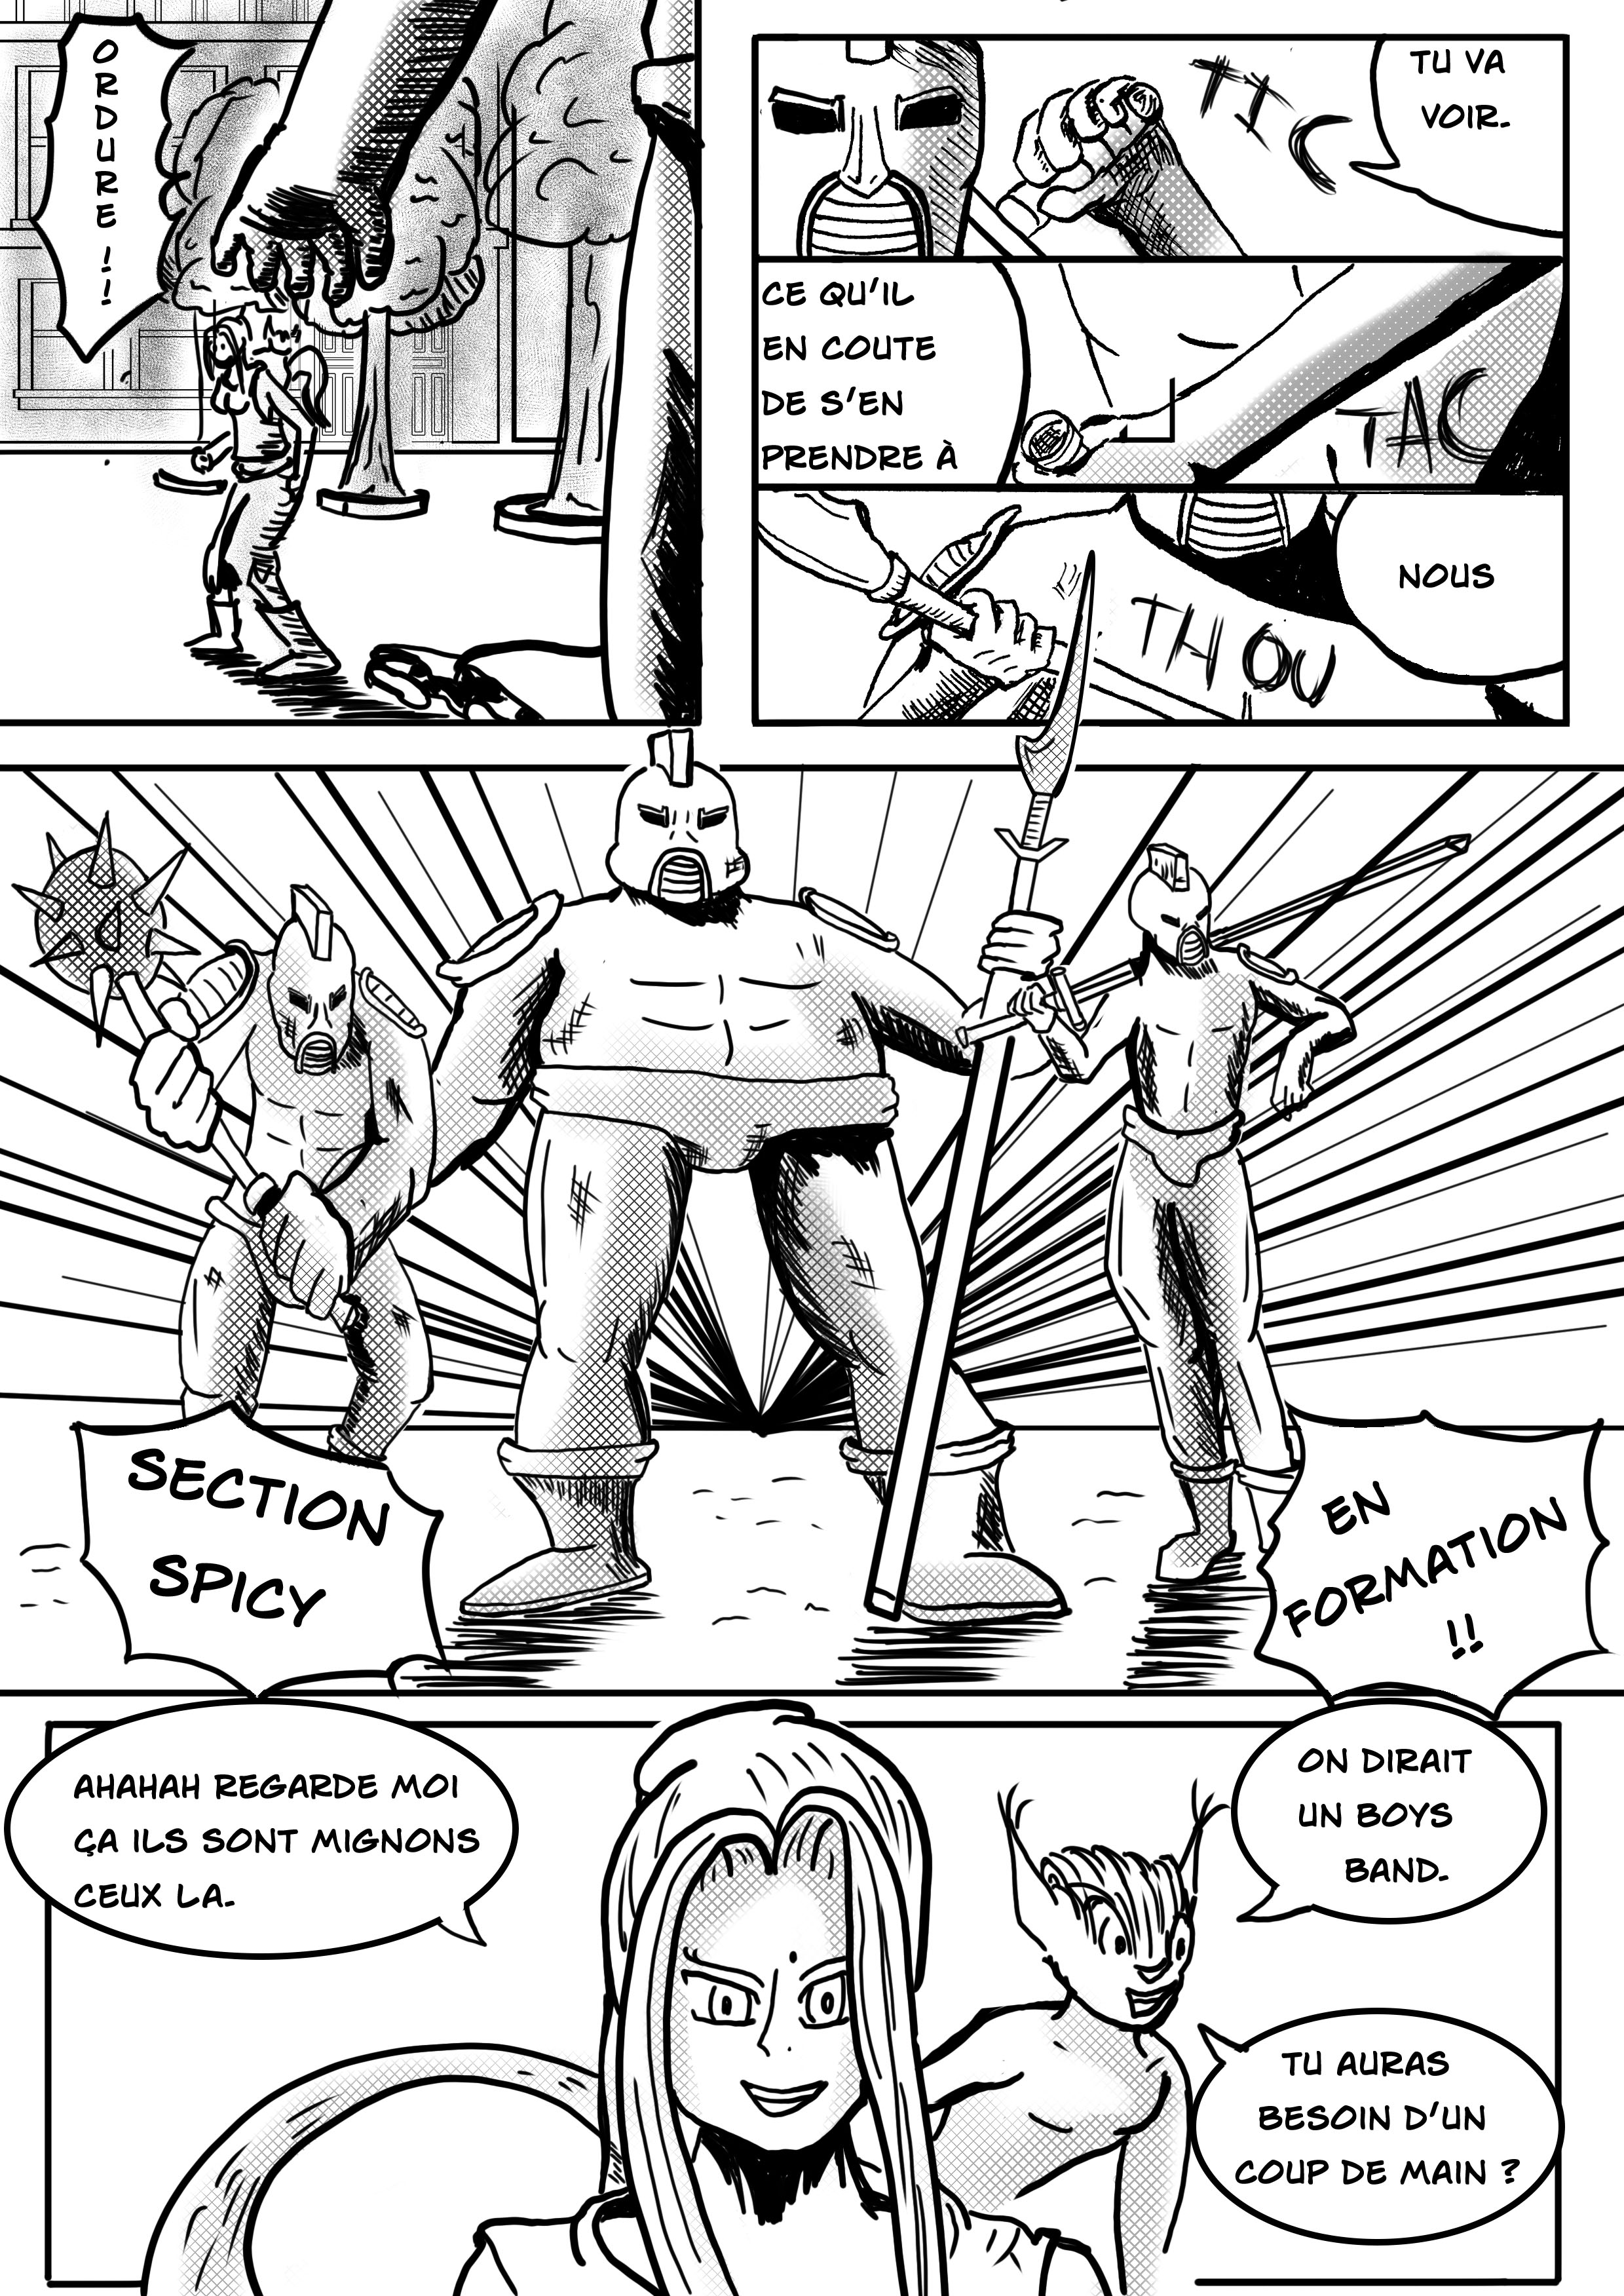 ORDURE !!
TIC
TU VA
VOIR.
CE QU'IL
EN COUTE
DE S'EN
PRENDRE À
TAC
THOU
NOUS
SECTION
SPICY
EN
FORMATION
!!
AHAHAH REGARDE MOI
ÇA ILS SONT MIGNONS
CEUX LA.
ON DIRAIT
UN BOYS
BAND.
TU AURAS
BESOIN D'UN
COUP DE MAIN ?